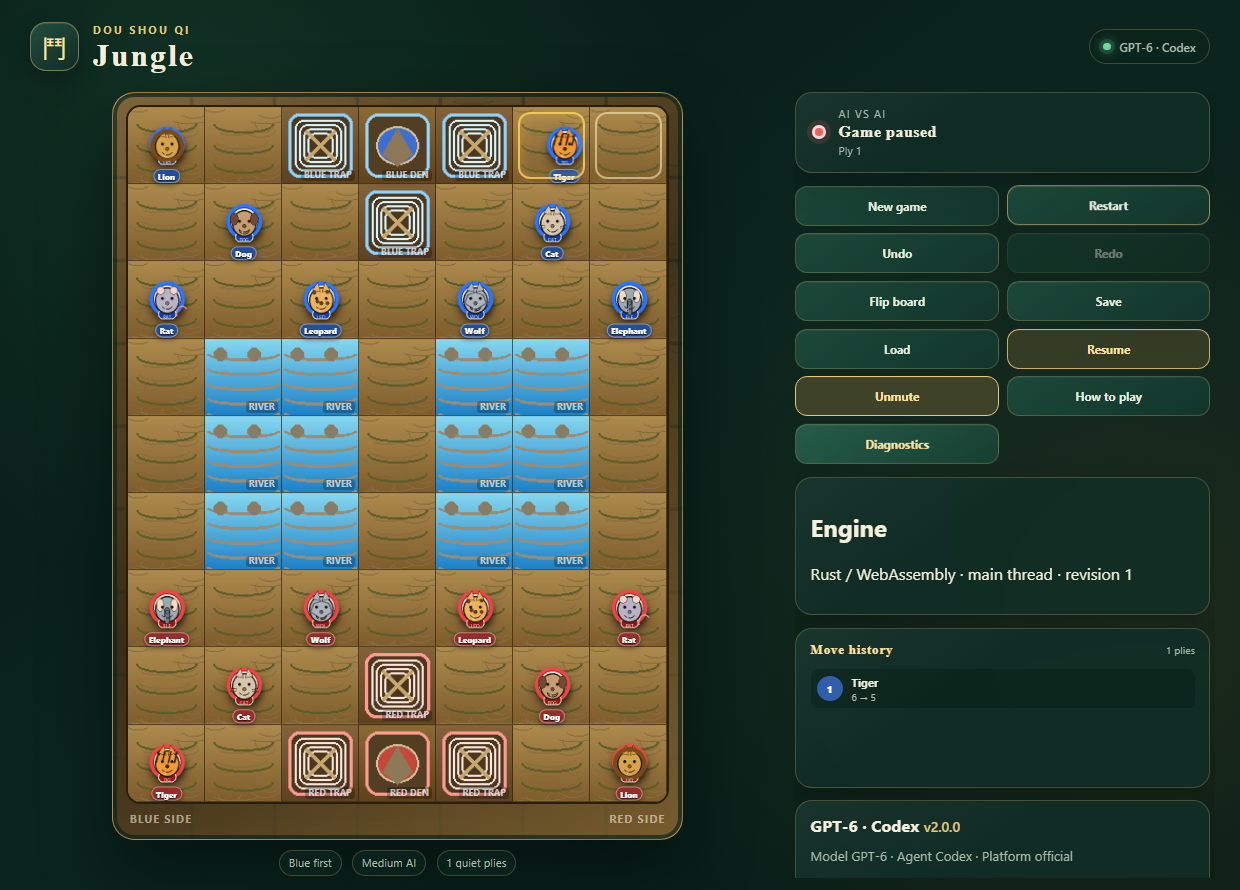 鬥
DOU SHOU QI
Jungle
GPT-6 · Codex
Lion
BLUE TRAP
BLUE DEN
BLUE TRAP
Tiger
Dog
BLUE TRAP
Cat
Rat
Leopard
Wolf
Elephant
RIVER
RIVER
RIVER
RIVER
RIVER
RIVER
RIVER
RIVER
RIVER
RIVER
RIVER
RIVER
Elephant
Wolf
Leopard
Rat
Cat
RED TRAP
Dog
Tiger
RED TRAP
RED DEN
RED TRAP
Lion
BLUE SIDE
RED SIDE
Blue first
Medium AI
1 quiet plies
AI VS AI
Game paused
Ply 1
New game
Restart
Undo
Redo
Flip board
Save
Load
Resume
Unmute
How to play
Diagnostics
Engine
Rust / WebAssembly · main thread · revision 1
Move history
1 plies
1
Tiger
6 → 5
GPT-6 · Codex v2.0.0
Model GPT-6 · Agent Codex · Platform official